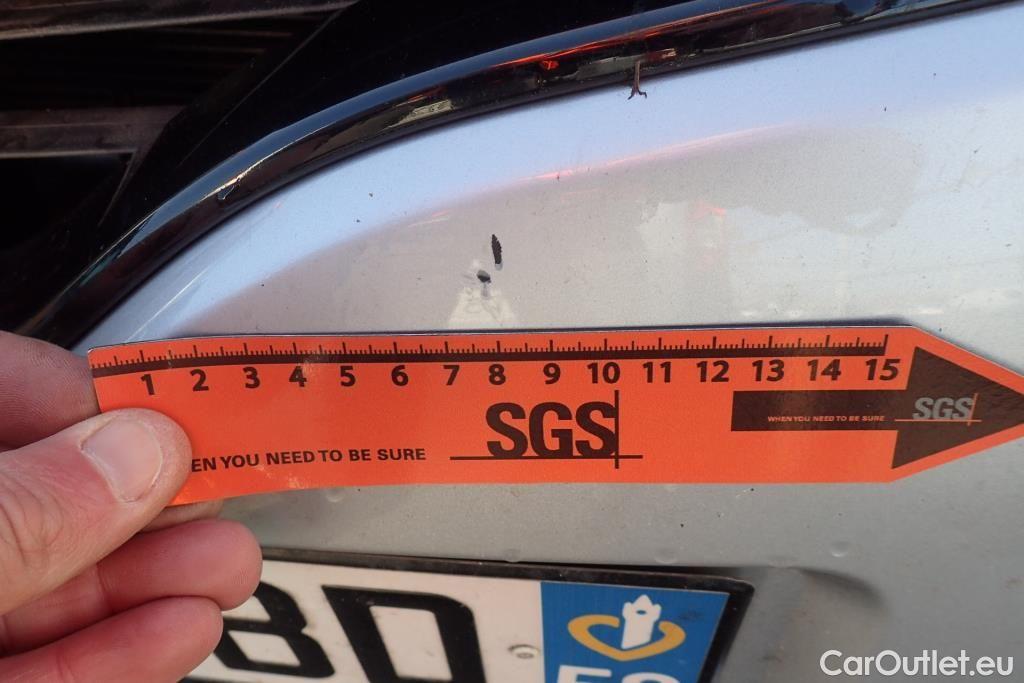 1 2 3 4 5 6 7 8 9 10 11 12 13 14 15
EN YOU NEED TO BE SURE
SGS
WHEN YOU NEED TO BE SURE
SGS
BD
CarOutlet.eu